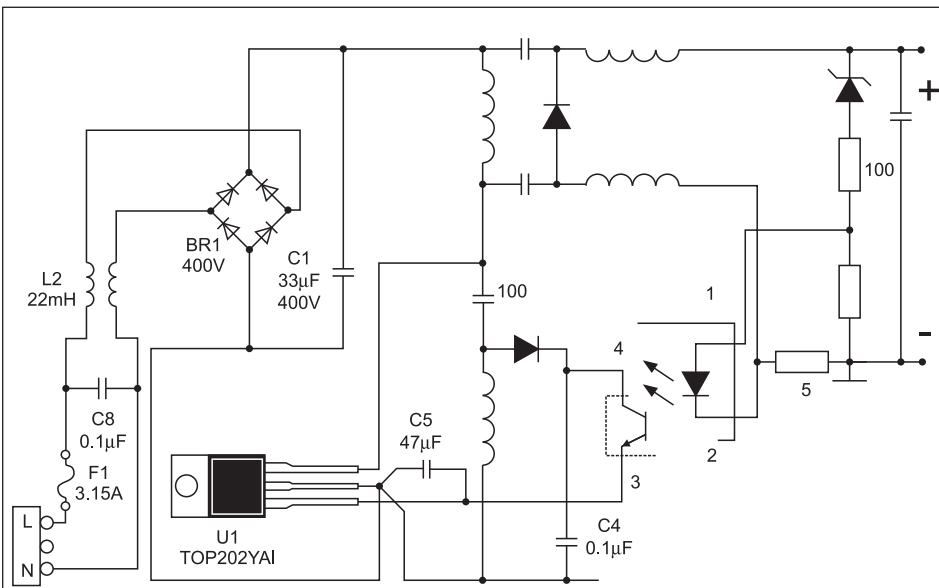 +
100
BR1
400V
C1
33µF
400V
L2
22mH
100
1
-
4
5
C8
0.1µF
C5
47µF
2
F1
3.15A
3
L
N
U1
TOP202YAI
C4
0.1µF